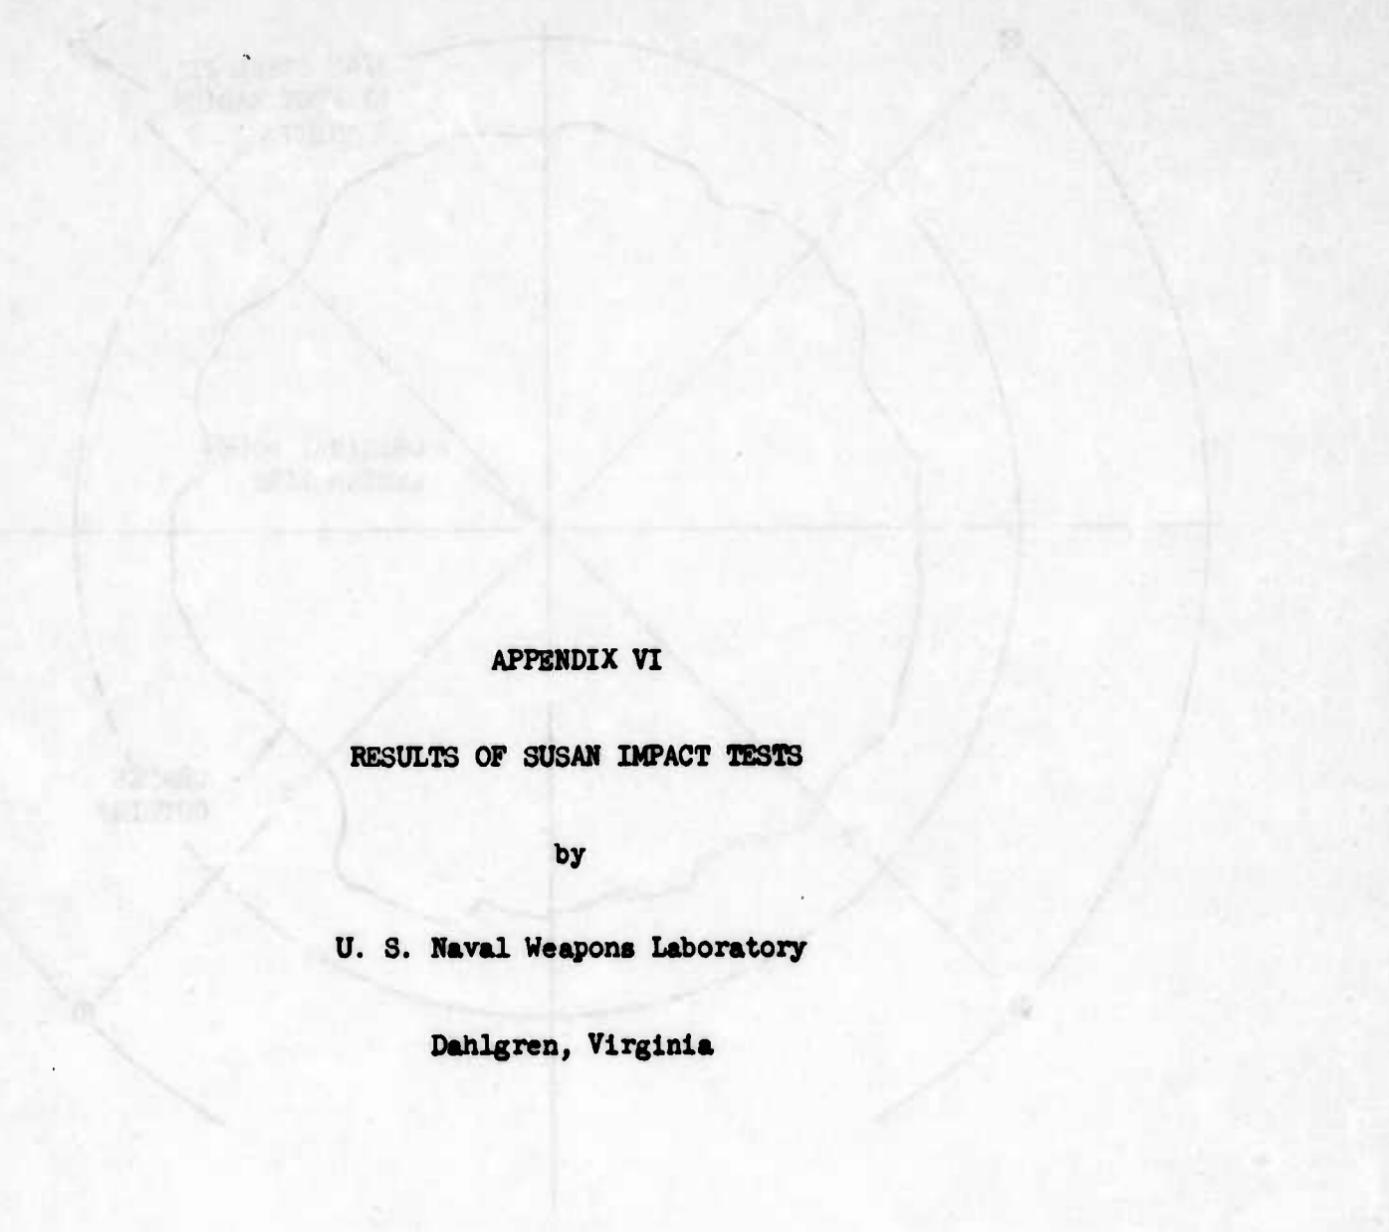 APPENDIX VI
RESULTS OF SUSAN IMPACT TESTS
by
U. S. Naval Weapons Laboratory
Dahlgren, Virginia